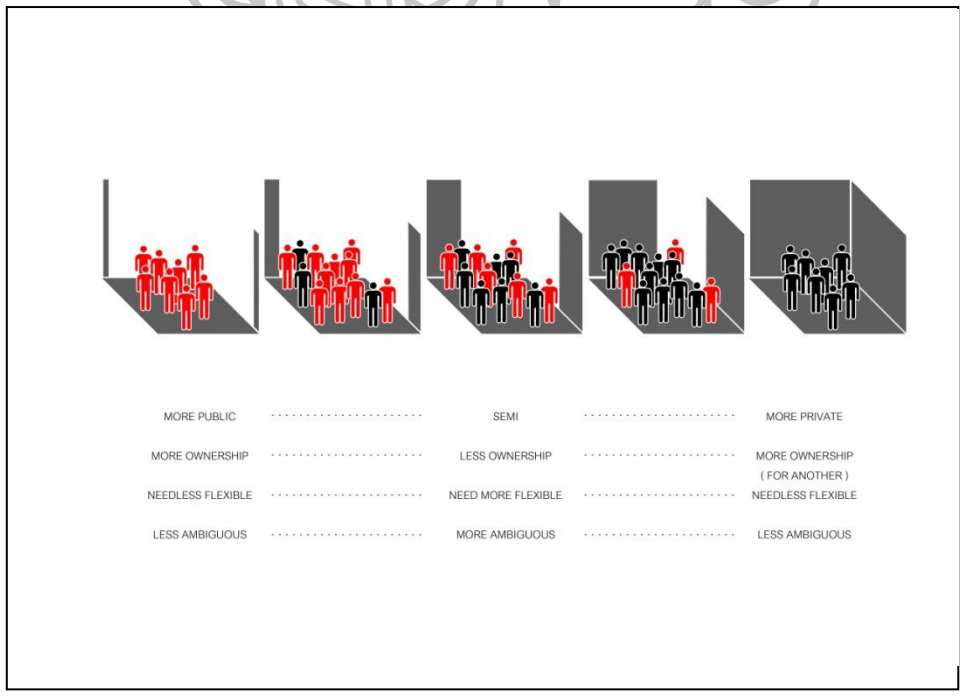 MORE PUBLIC ..................... SEMI ..................... MORE PRIVATE
MORE OWNERSHIP ..................... LESS OWNERSHIP ..................... MORE OWNERSHIP
( FOR ANOTHER )
NEEDLESS FLEXIBLE ..................... NEED MORE FLEXIBLE ..................... NEEDLESS FLEXIBLE
LESS AMBIGUOUS ..................... MORE AMBIGUOUS ..................... LESS AMBIGUOUS